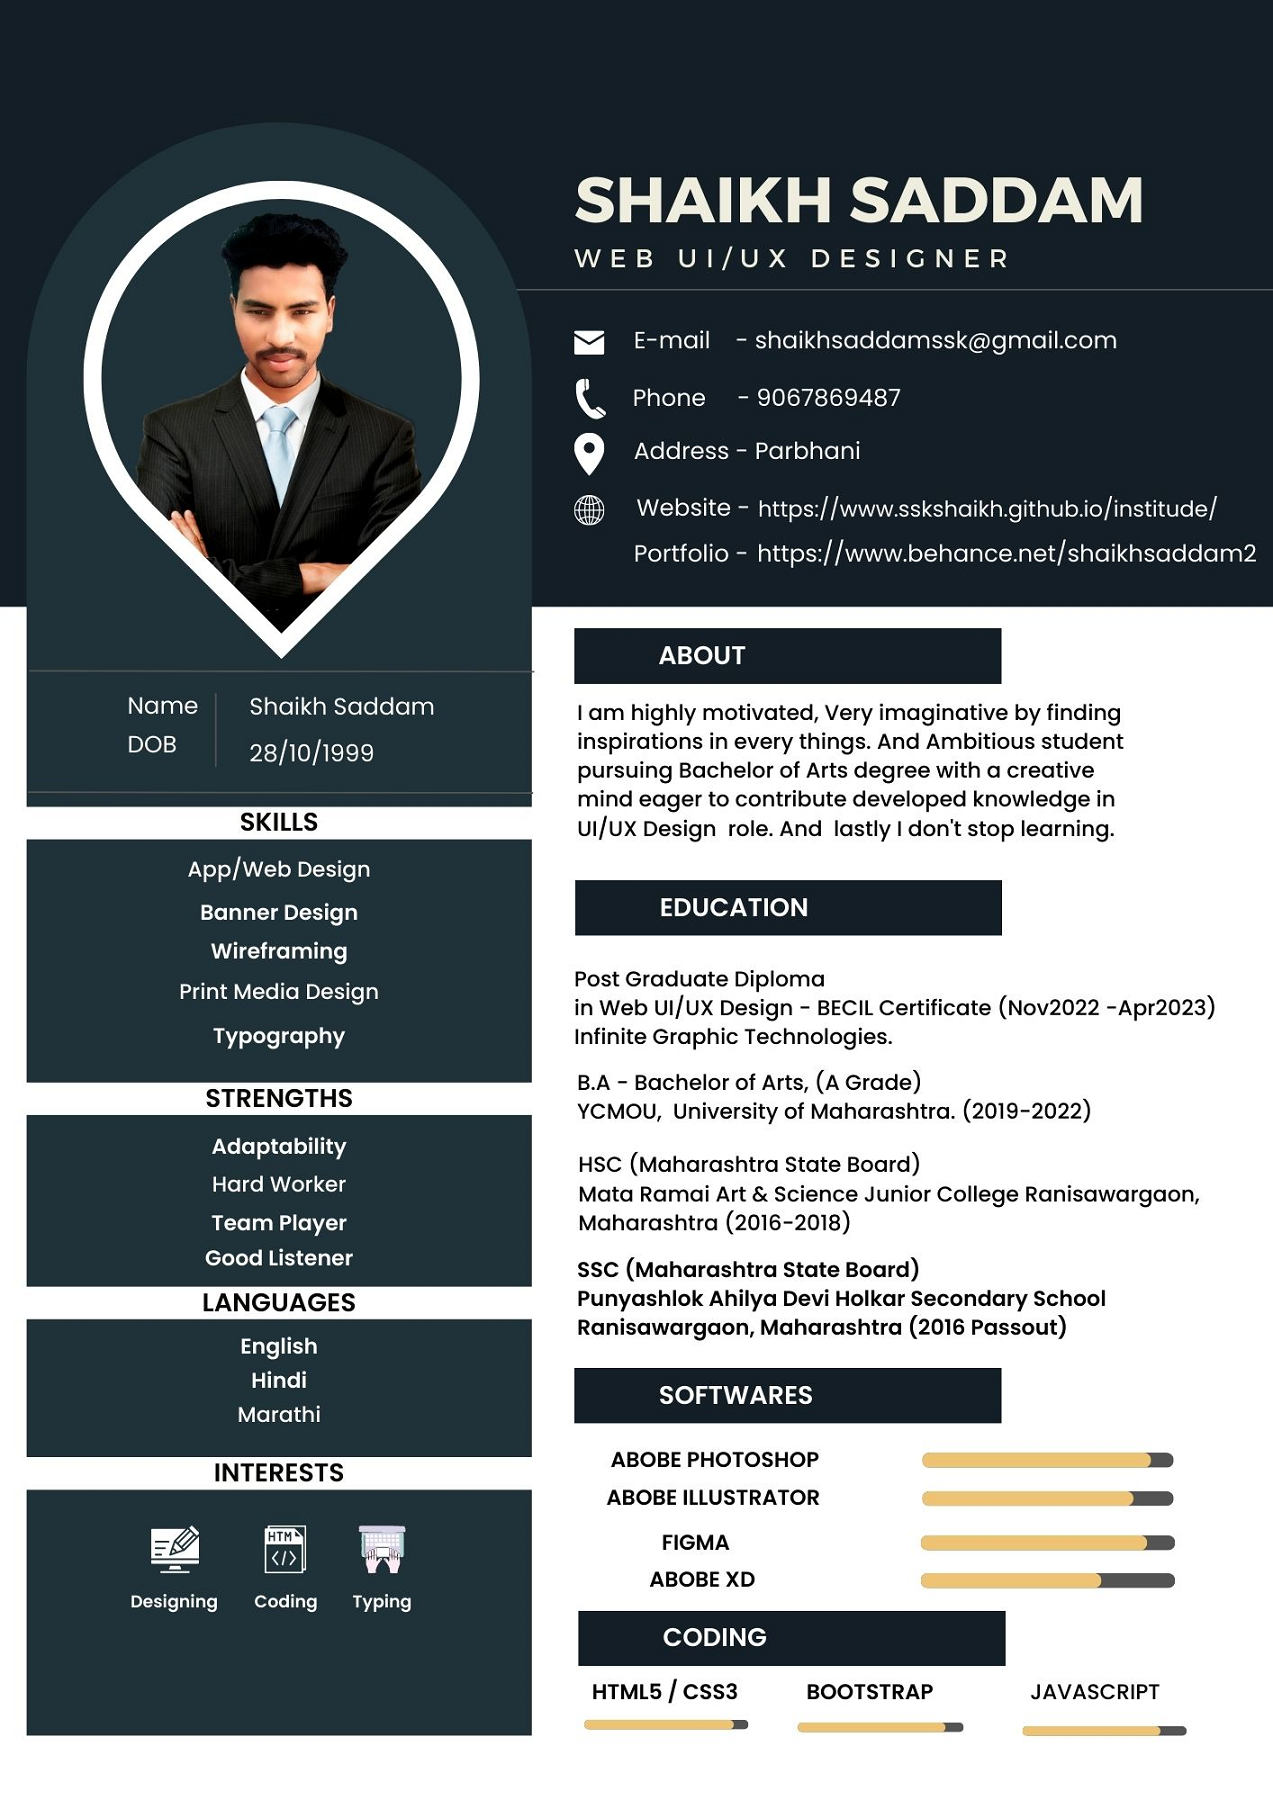 SHAIKH SADDAM
WEB UI/UX DESIGNER
E-mail - shaikhsaddamssk@gmail.com
Phone - 9067869487
Address - Parbhani
Website - https://www.sskshaikh.github.io/institude/
Portfolio - https://www.behance.net/shaikhsaddam2
Name Shaikh Saddam
DOB 28/10/1999
SKILLS
App/Web Design
Banner Design
Wireframing
Print Media Design
Typography
STRENGTHS
Adaptability
Hard Worker
Team Player
Good Listener
LANGUAGES
English
Hindi
Marathi
INTERESTS
HTM
</>
Designing Coding Typing
ABOUT
I am highly motivated, Very imaginative by finding
inspirations in every things. And Ambitious student
pursuing Bachelor of Arts degree with a creative
mind eager to contribute developed knowledge in
UI/UX Design role. And lastly I don't stop learning.
EDUCATION
Post Graduate Diploma
in Web UI/UX Design - BECIL Certificate (Nov2022 -Apr2023)
Infinite Graphic Technologies.
B.A - Bachelor of Arts, (A Grade)
YCMOU, University of Maharashtra. (2019-2022)
HSC (Maharashtra State Board)
Mata Ramai Art & Science Junior College Ranisawargaon,
Maharashtra (2016-2018)
SSC (Maharashtra State Board)
Punyashlok Ahilya Devi Holkar Secondary School
Ranisawargaon, Maharashtra (2016 Passout)
SOFTWARES
ABOBE PHOTOSHOP
ABOBE ILLUSTRATOR
FIGMA
ABOBE XD
CODING
HTML5 / CSS3 BOOTSTRAP JAVASCRIPT